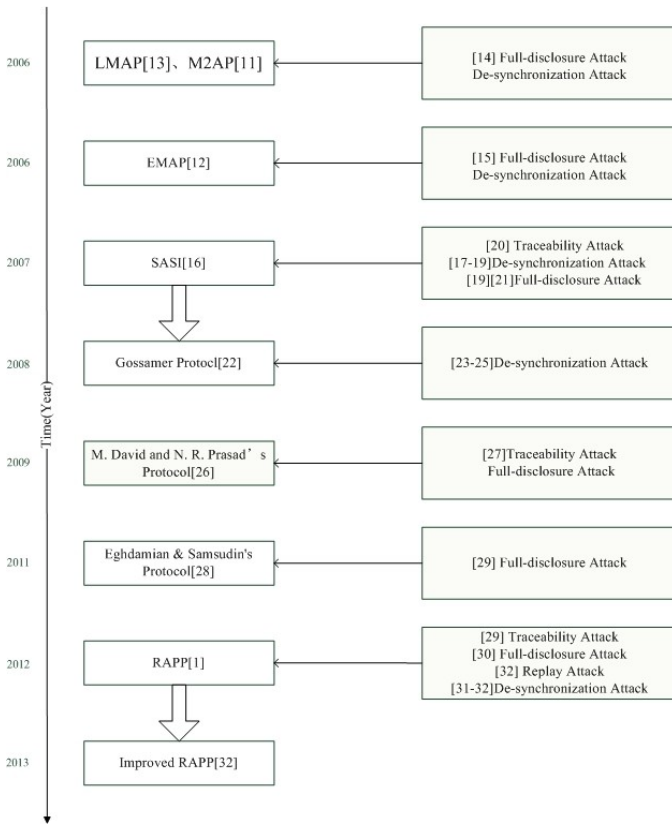 2006
LMAP[13]、M2AP[11]
[14] Full-disclosure Attack
De-synchronization Attack
2006
EMAP[12]
[15] Full-disclosure Attack
De-synchronization Attack
2007
SASI[16]
[20] Traceability Attack
[17-19]De-synchronization Attack
[19][21]Full-disclosure Attack
2008
Gossamer Protocl[22]
[23-25]De-synchronization Attack
Time(Year)
2009
M. David and N. R. Prasad’s
Protocol[26]
[27]Traceability Attack
Full-disclosure Attack
2011
Eghdamian & Samsudin's
Protocol[28]
[29] Full-disclosure Attack
2012
RAPP[1]
[29] Traceability Attack
[30] Full-disclosure Attack
[32] Replay Attack
[31-32]De-synchronization Attack
2013
Improved RAPP[32]